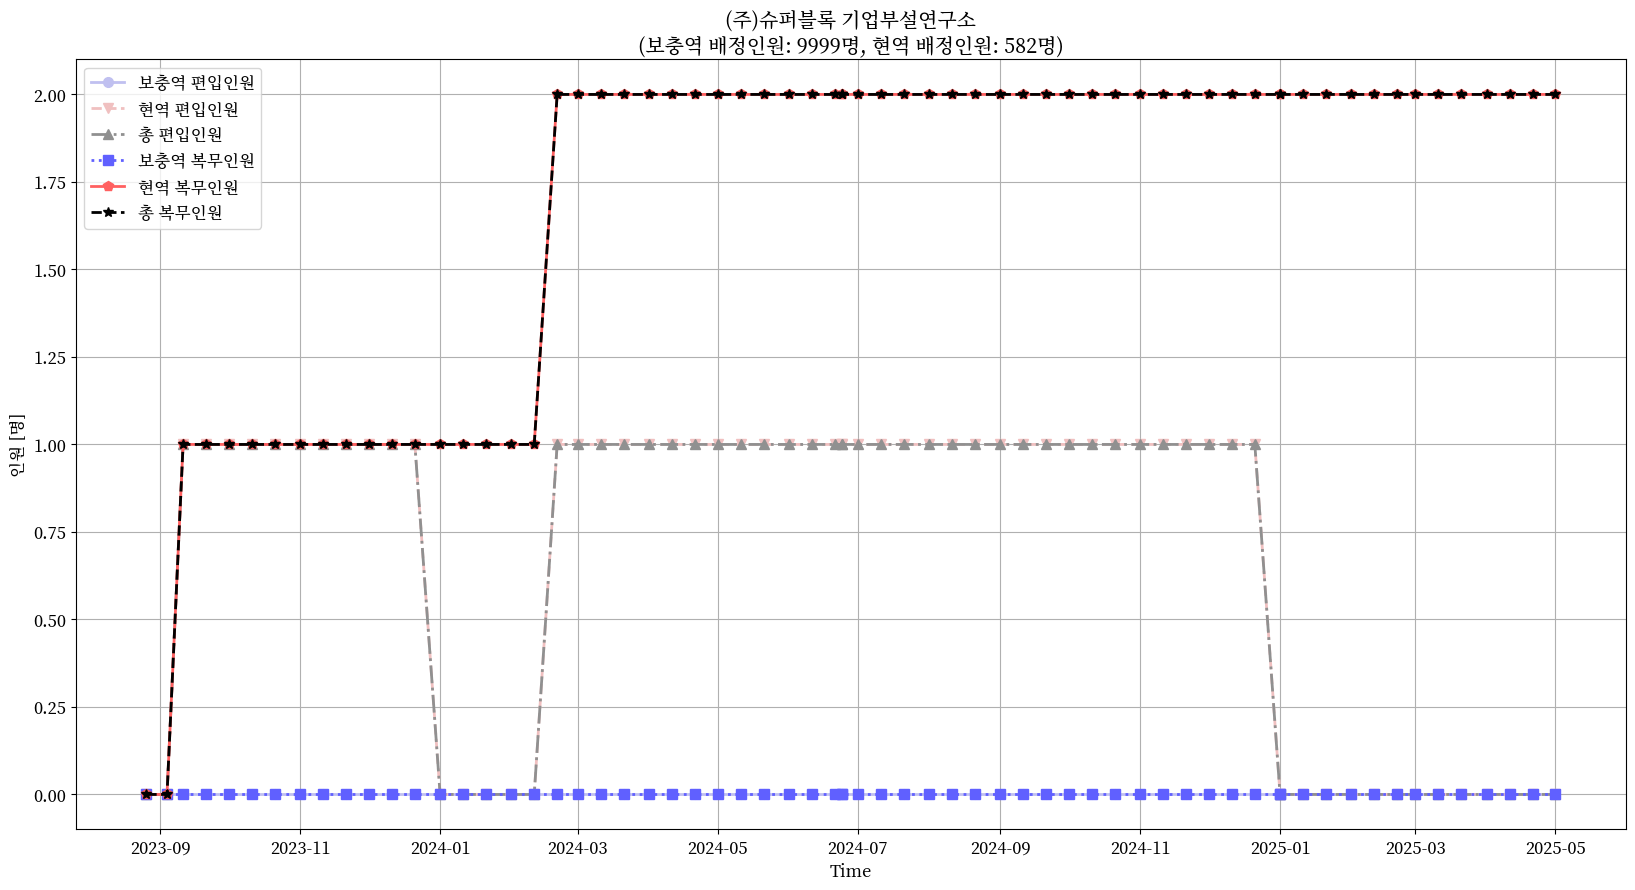 (주)슈퍼블록 기업부설연구소
(보충역 배정인원: 9999명, 현역 배정인원: 582명)
보충역 편입인원
현역 편입인원
총 편입인원
보충역 복무인원
현역 복무인원
총 복무인원
인원 [명]
2.00
1.75
1.50
1.25
1.00
0.75
0.50
0.25
0.00
2023-09
2023-11
2024-01
2024-03
2024-05
2024-07
2024-09
2024-11
2025-01
2025-03
2025-05
Time